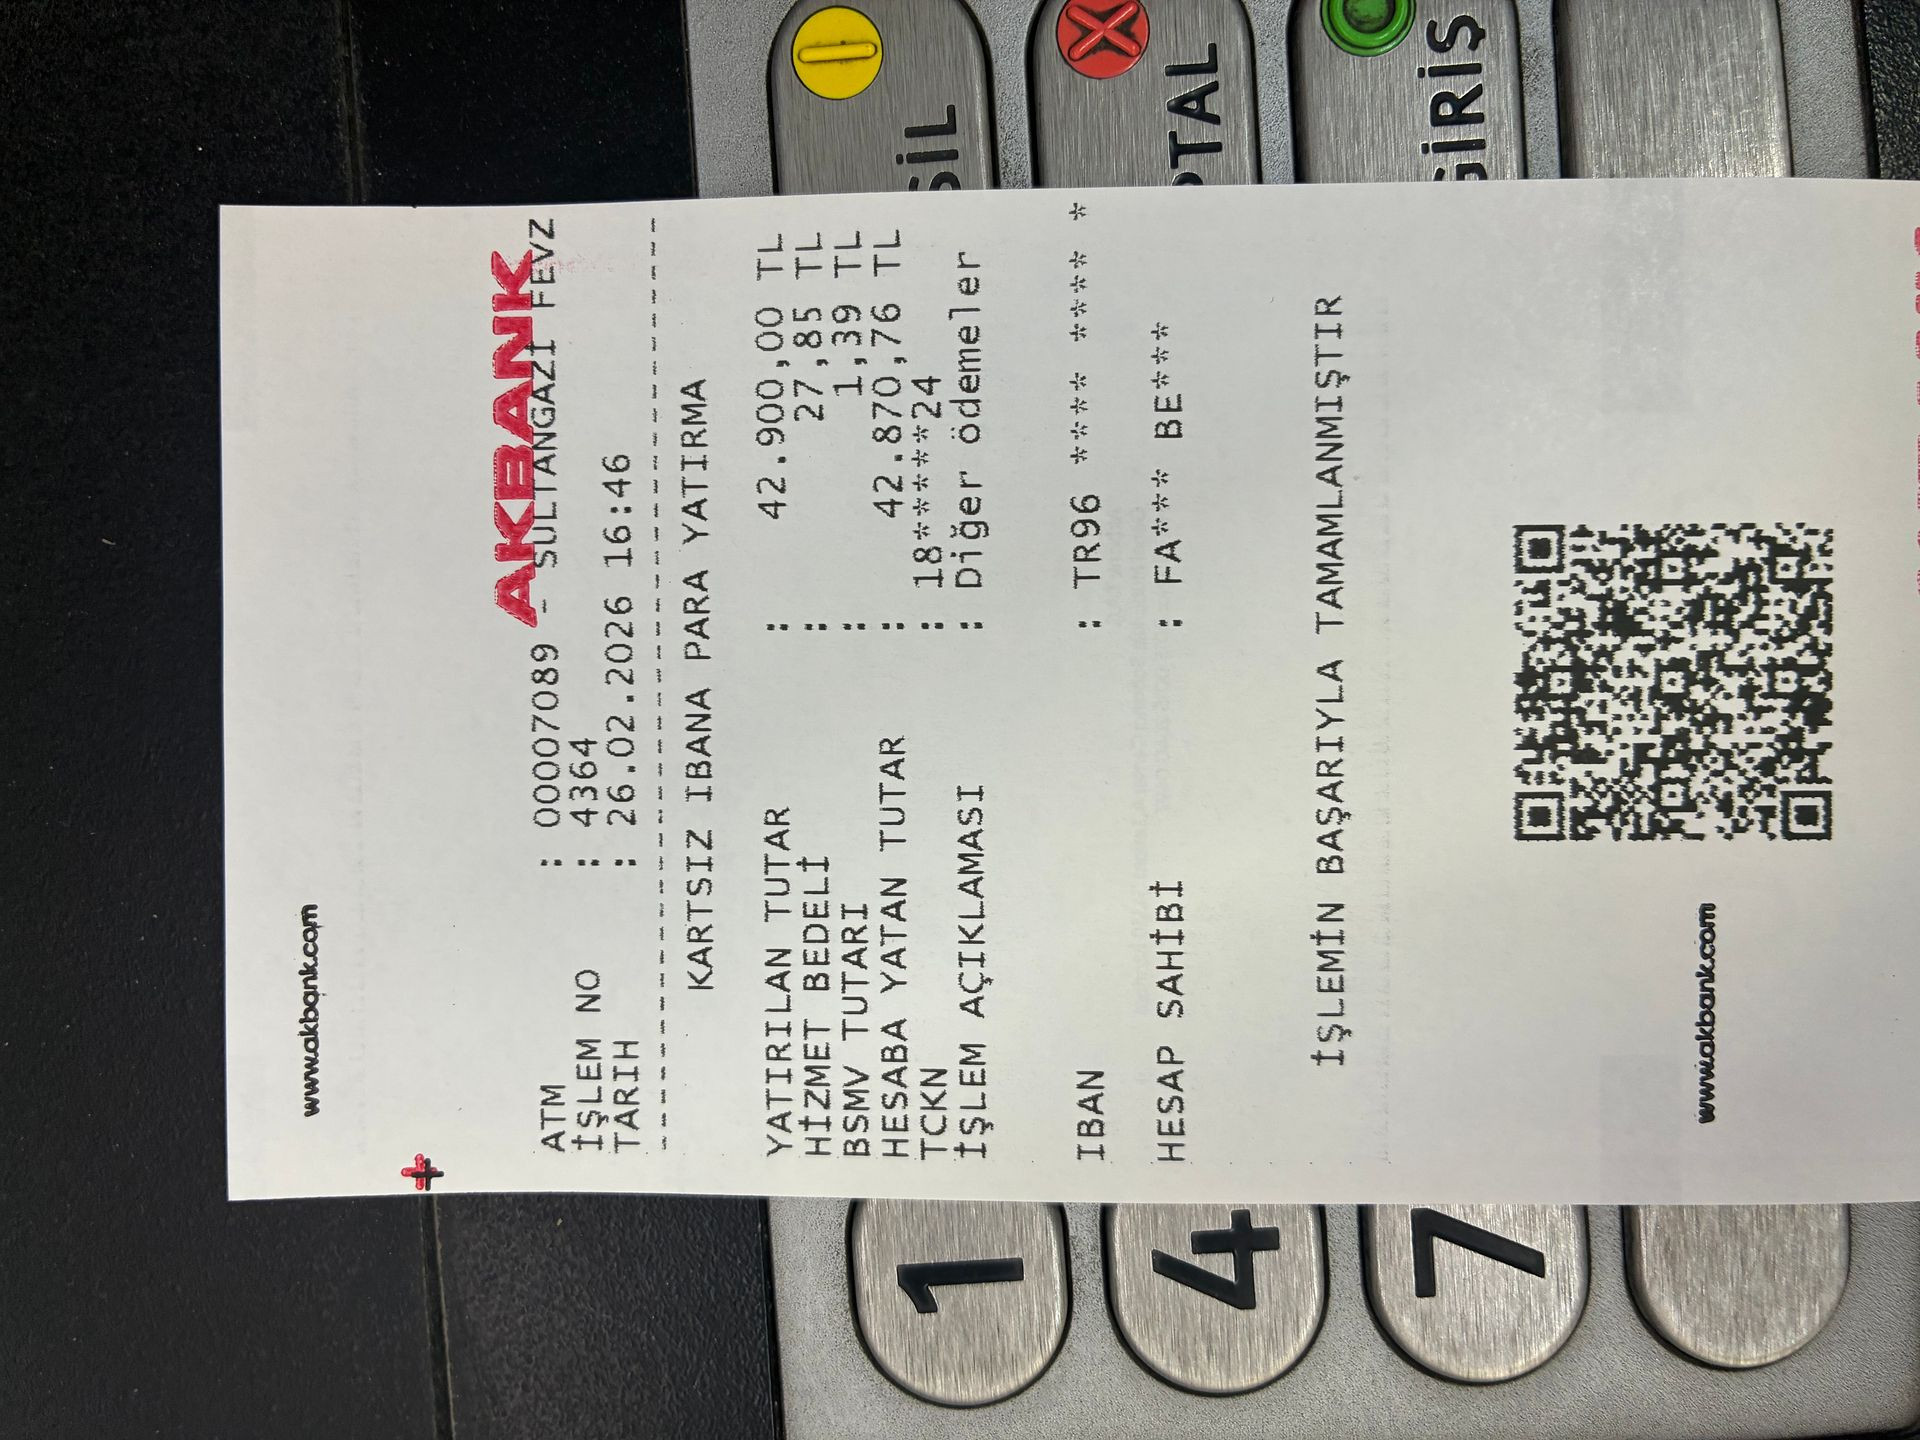 www.akbank.com
AKBANK
ATM : 00007089 - SULTANGAZİ FEVZ
İŞLEM NO : 4364
TARIH : 26.02.2026 16:46
KARTSIZ IBANA PARA YATIRMA
YATIRILAN TUTAR : 42.900,00 TL
HİZMET BEDELİ : 27,85 TL
BSMV TUTARI : 1,39 TL
HESABA YATAN TUTAR : 42.870,76 TL
TCKN : 18*******24
İŞLEM AÇIKLAMASI : Diğer ödemeler
IBAN : TR96 **** **** **** *
HESAP SAHİBİ : FA*** BE****
İŞLEMİN BAŞARIYLA TAMAMLANMIŞTIR
www.akbank.com
SİL
PTAL
GİRİŞ
1
4
7